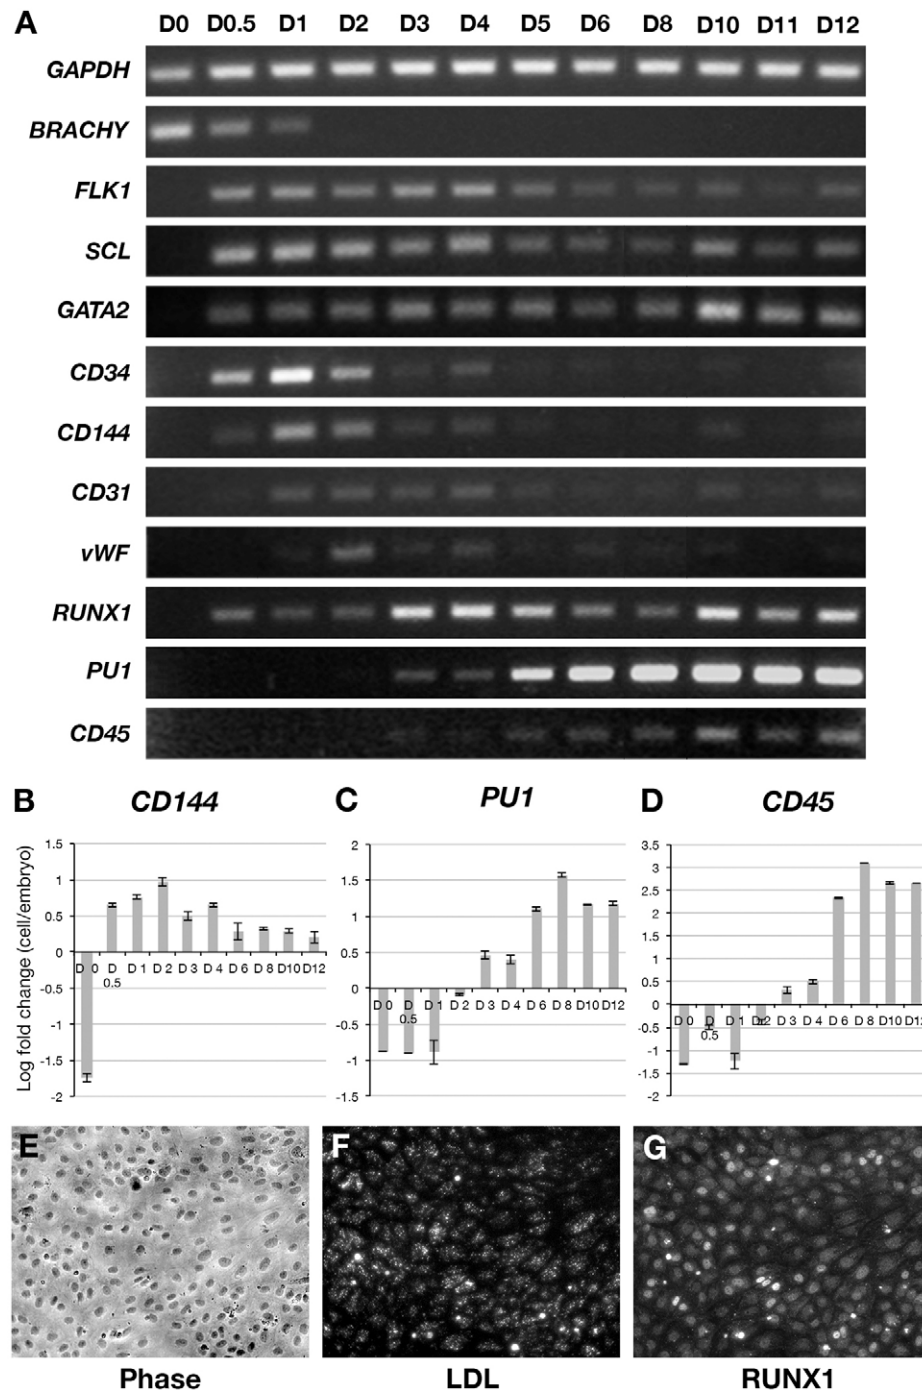 A D0 D0.5 D1 D2 D3 D4 D5 D6 D8 D10 D11 D12
GAPDH
BRACHY
FLK1
SCL
GATA2
CD34
CD144
CD31
vWF
RUNX1
PU1
CD45
B CD144 C PU1 D CD45
Log fold change (cell/embryo)
1.5
1
0.5
0
-0.5
-1
-1.5
-2
D 0 D 0.5 D 1 D 2 D 3 D 4 D 6 D 8 D10 D12
2
1.5
1
0.5
0
-0.5
-1
-1.5
D 0 D 0.5 D 1 D 2 D 3 D 4 D 6 D 8 D10 D12
3.5
3
2.5
2
1.5
1
0.5
0
-0.5
-1
-1.5
-2
D 0 D 0.5 D 1 D 2 D 3 D 4 D 6 D 8 D10 D12
E F G
Phase LDL RUNX1